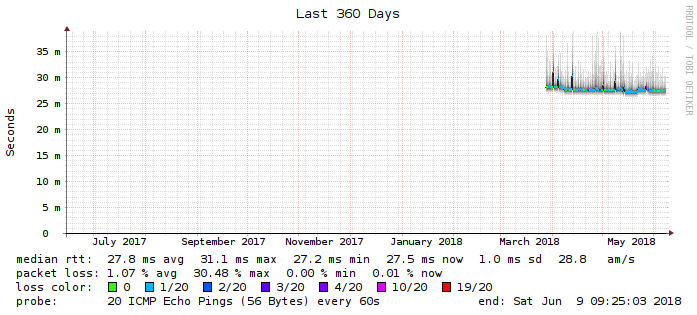 Last 360 Days
RRDTOOL / TOBI OETIKER
Seconds
35 m
30 m
25 m
20 m
15 m
10 m
5 m
0
July 2017 September 2017 November 2017 January 2018 March 2018 May 2018
median rtt: 27.8 ms avg 31.1 ms max 27.2 ms min 27.5 ms now 1.0 ms sd 28.8 am/s
packet loss: 1.07 % avg 30.48 % max 0.00 % min 0.01 % now
loss color: 0 1/20 2/20 3/20 4/20 10/20 19/20
probe: 20 ICMP Echo Pings (56 Bytes) every 60s end: Sat Jun 9 09:25:03 2018